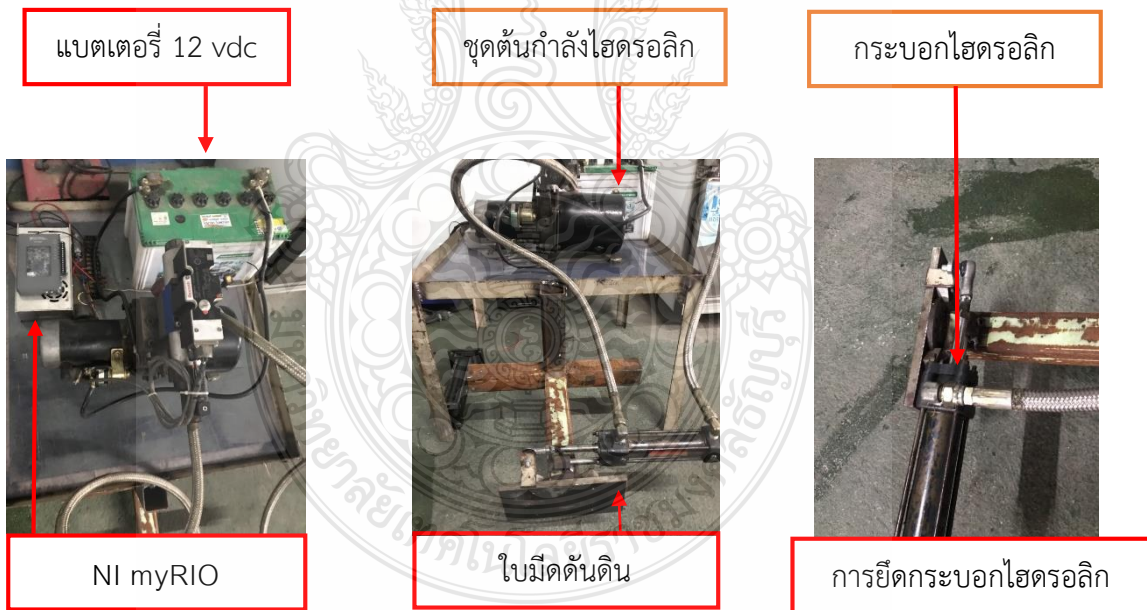 แบตเตอรี่ 12 vdc
ชุดต้นกำลังไฮดรอลิก
กระบอกไฮดรอลิก
NI myRIO
ใบมีดดันดิน
การยึดกระบอกไฮดรอลิก